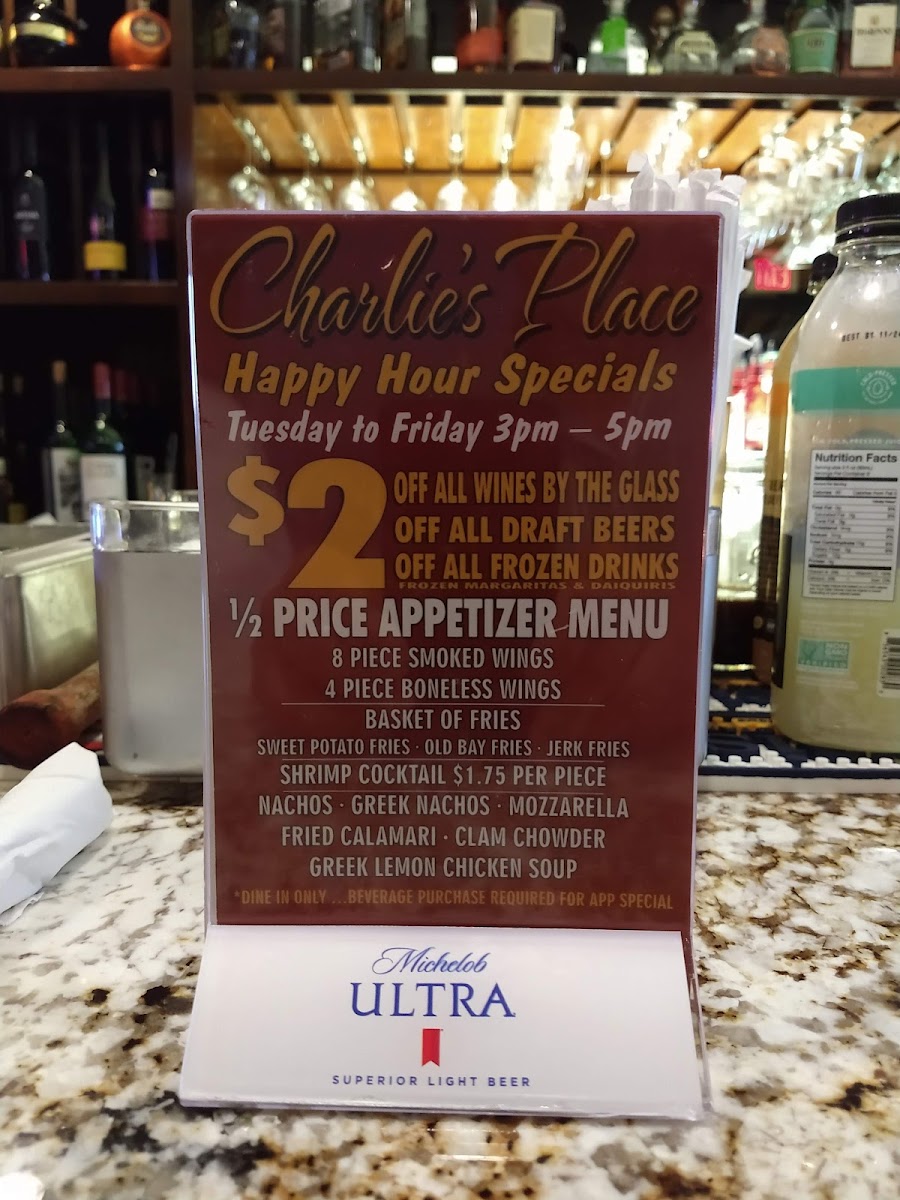 Charlie's Place
Happy Hour Specials
Tuesday to Friday 3pm – 5pm
$2
OFF ALL WINES BY THE GLASS
OFF ALL DRAFT BEERS
OFF ALL FROZEN DRINKS
FROZEN MARGARITAS & DAIQUIRIS
½ PRICE APPETIZER MENU
8 PIECE SMOKED WINGS
4 PIECE BONELESS WINGS
BASKET OF FRIES
SWEET POTATO FRIES · OLD BAY FRIES · JERK FRIES
SHRIMP COCKTAIL $1.75 PER PIECE
NACHOS · GREEK NACHOS · MOZZARELLA
FRIED CALAMARI · CLAM CHOWDER
GREEK LEMON CHICKEN SOUP
*DINE IN ONLY ...BEVERAGE PURCHASE REQUIRED FOR APP SPECIAL
Michelob
ULTRA
SUPERIOR LIGHT BEER
BEST BY 11/2
Nutrition Facts